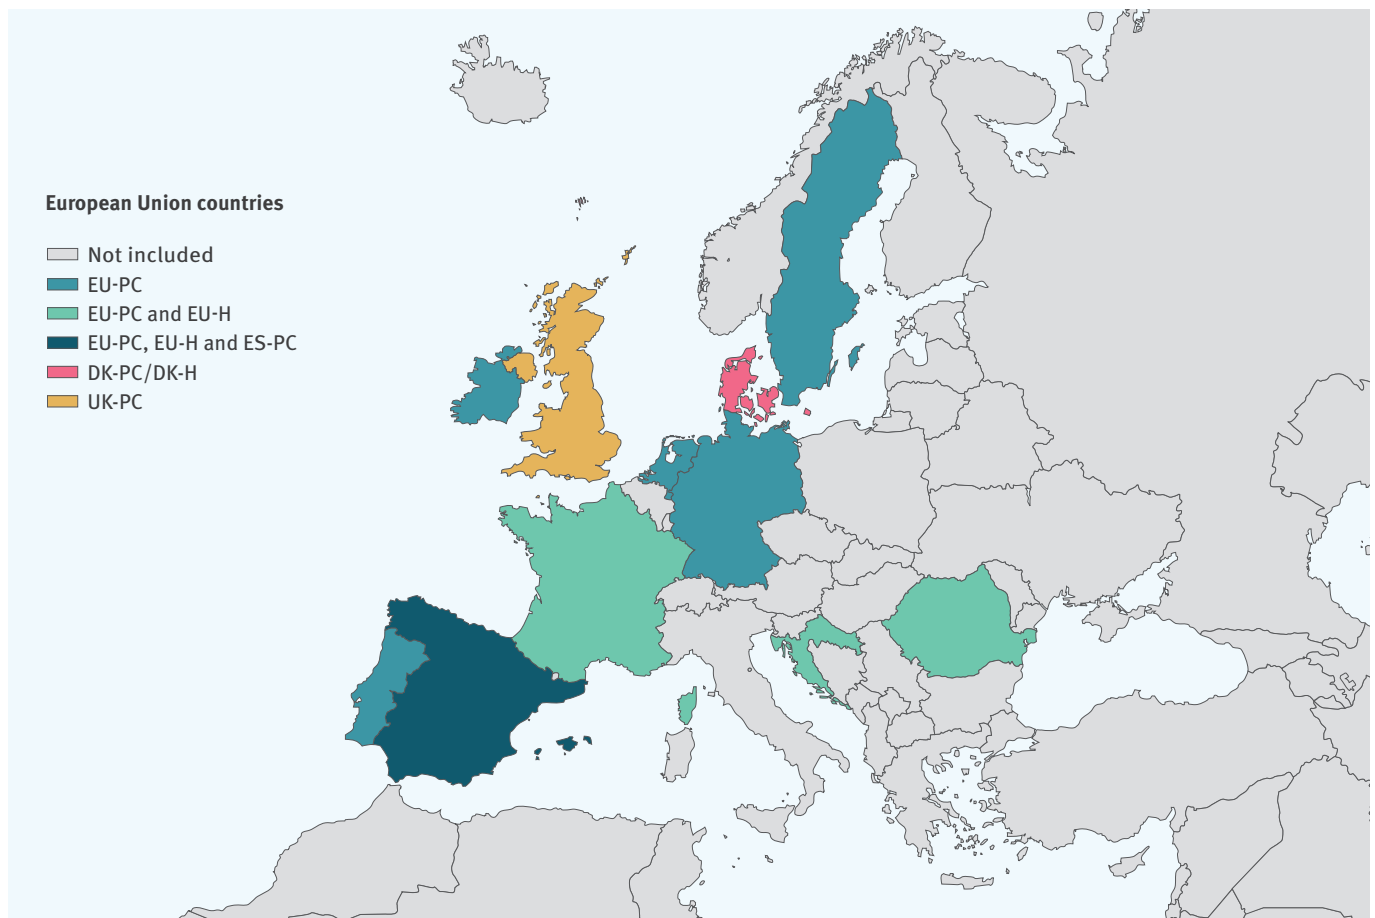 European Union countries
Not included
EU-PC
EU-PC and EU-H
EU-PC, EU-H and ES-PC
DK-PC/DK-H
UK-PC